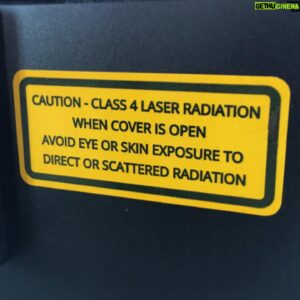 GETHUCINEMA
CAUTION - CLASS 4 LASER RADIATION
WHEN COVER IS OPEN
AVOID EYE OR SKIN EXPOSURE TO
DIRECT OR SCATTERED RADIATION